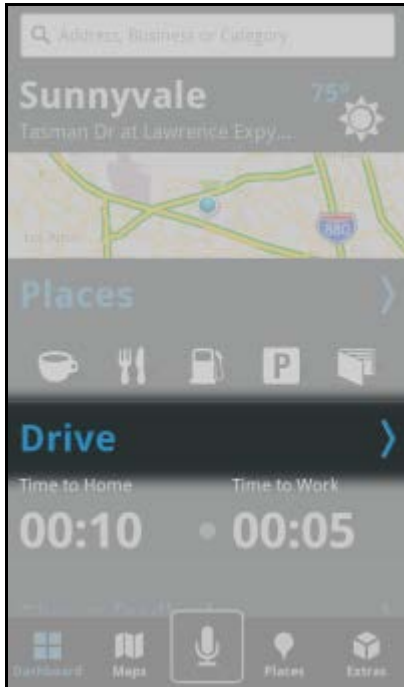 Address, Business or Category
Sunnyvale 75°
Tasman Dr at Lawrence Expy...
880
Places
P
Drive
Time to Home Time to Work
00:10 00:05
Dashboard Maps Places Extras